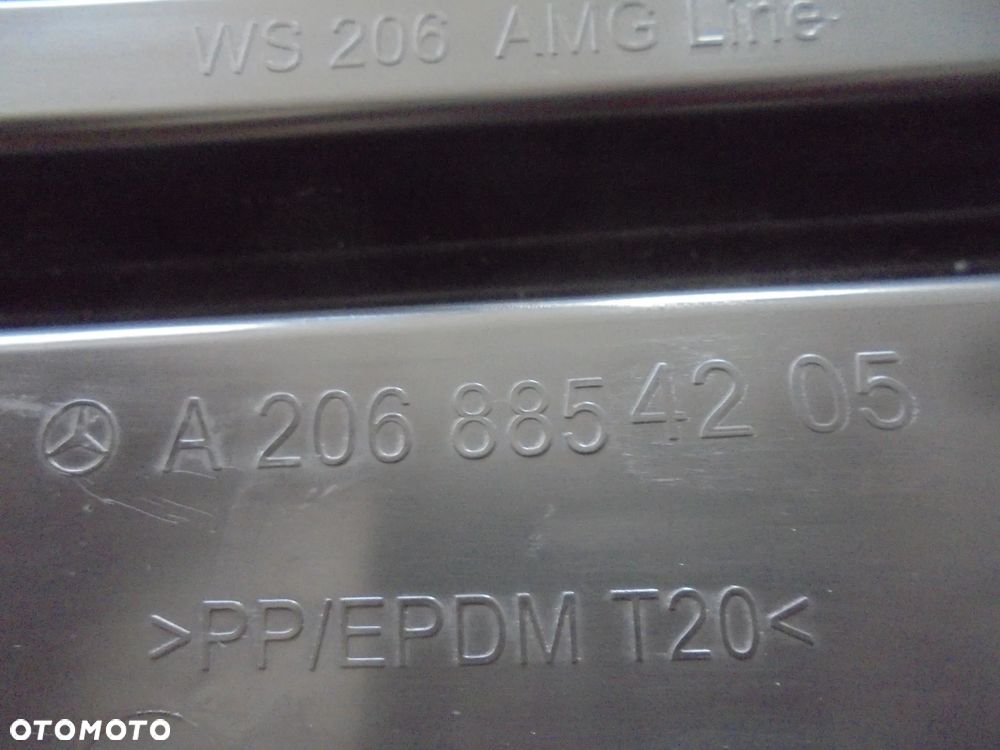 WS 206 AMG Line
A 206 885 42 05
>PP/EPDM T20<
OTOMOTO